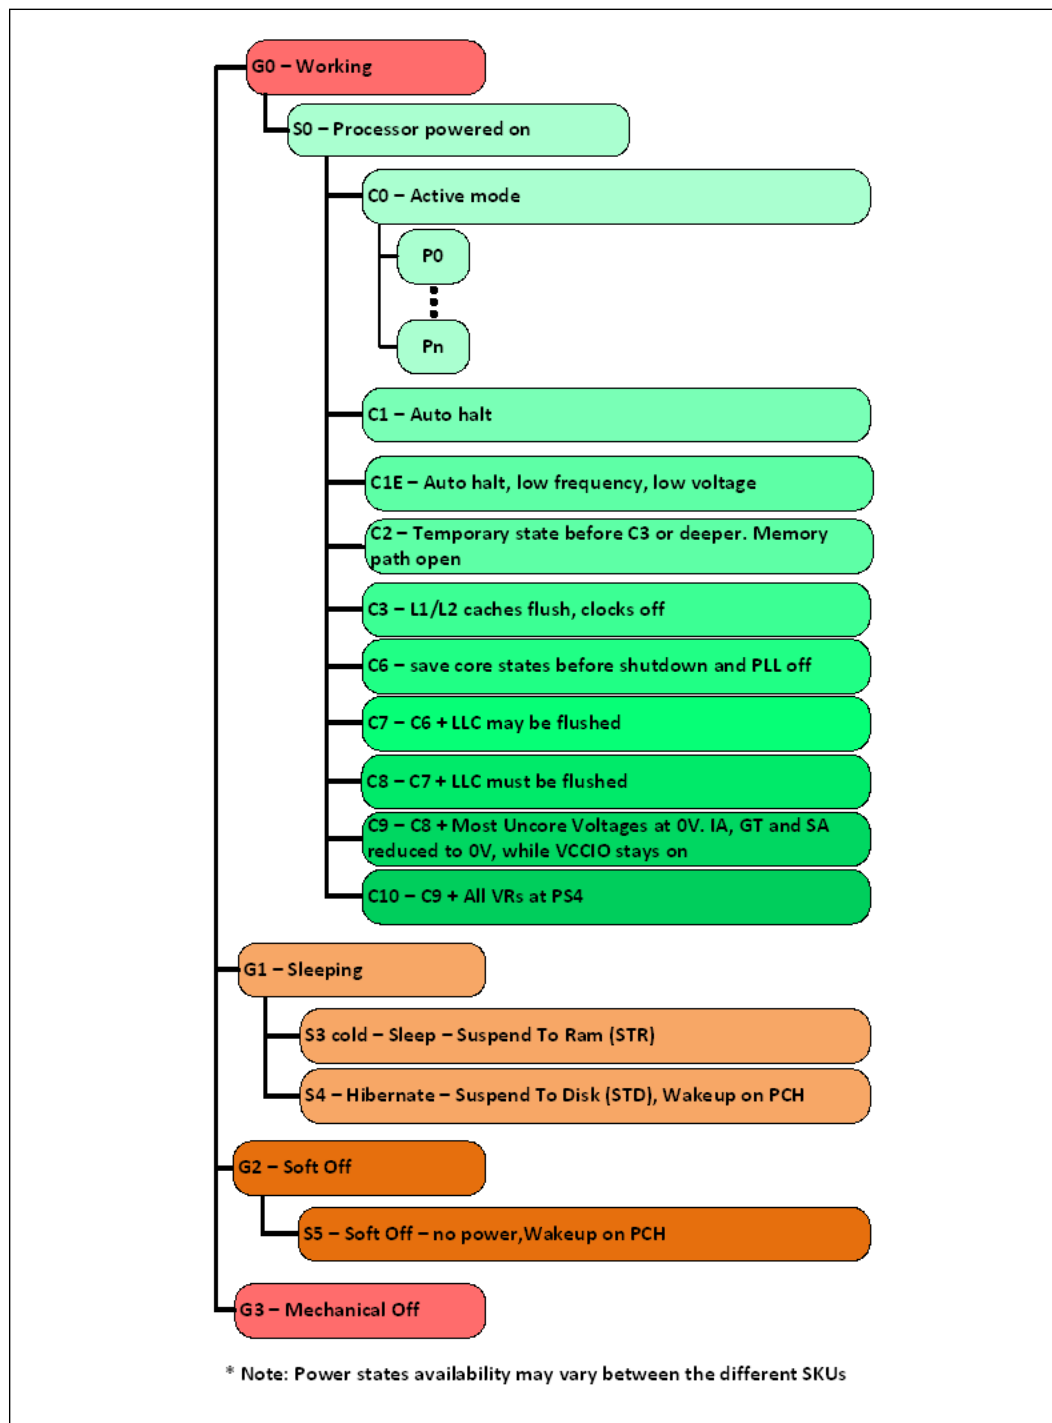 G0 – Working
S0 – Processor powered on
C0 – Active mode
P0
Pn
C1 – Auto halt
C1E – Auto halt, low frequency, low voltage
C2 – Temporary state before C3 or deeper. Memory
path open
C3 – L1/L2 caches flush, clocks off
C6 – save core states before shutdown and PLL off
C7 – C6 + LLC may be flushed
C8 – C7 + LLC must be flushed
C9 – C8 + Most Uncore Voltages at 0V. IA, GT and SA
reduced to 0V, while VCCIO stays on
C10 – C9 + All VRs at PS4
G1 – Sleeping
S3 cold – Sleep – Suspend To Ram (STR)
S4 – Hibernate – Suspend To Disk (STD), Wakeup on PCH
G2 – Soft Off
S5 – Soft Off – no power,Wakeup on PCH
G3 – Mechanical Off
* Note: Power states availability may vary between the different SKUs